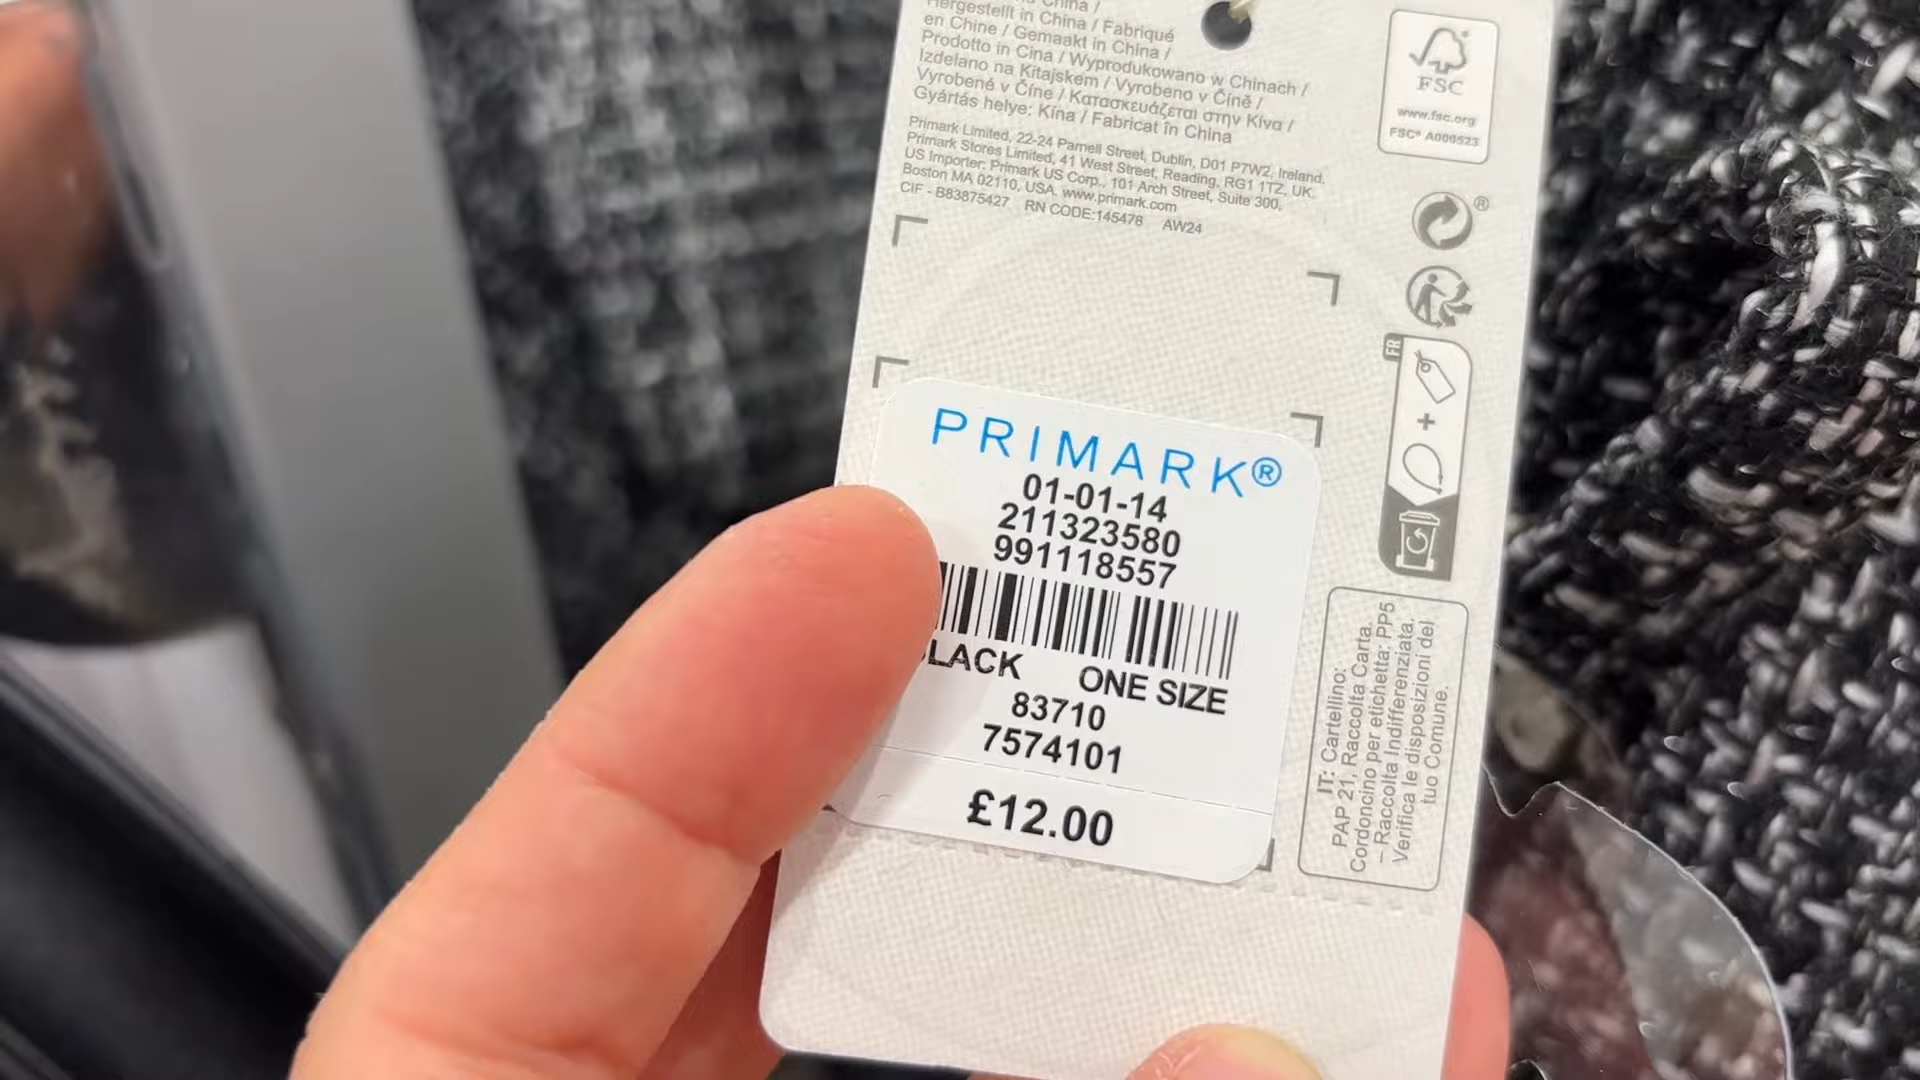 China /
Hergestellt in China / Fabriqué
en Chine / Gemaakt in China /
Prodotto in Cina / Wyprodukowano w Chinach /
Izdelano na Kitajskem / Vyrobeno v Číně /
Vyrobené v Číne / Κατασκευάζεται στην Κίνα /
Gyártás helye: Kína / Fabricat în China
Primark Limited, 22-24 Parnell Street, Dublin, D01 P7W2, Ireland.
Primark Stores Limited, 41 West Street, Reading, RG1 1TZ, UK.
US Importer: Primark US Corp., 101 Arch Street, Suite 300,
Boston MA 02110, USA. www.primark.com
CIF - B83875427 RN CODE:145478 AW24
FSC
www.fsc.org
FSC® A000523
®
FR
+
PRIMARK®
01-01-14
211323580
991118557
LACK ONE SIZE
83710
7574101
£12.00
IT: Cartellino:
PAP 21, Raccolta Carta.
Cordoncino per etichetta: PP5
– Raccolta Indifferenziata.
Verifica le disposizioni del
tuo Comune.